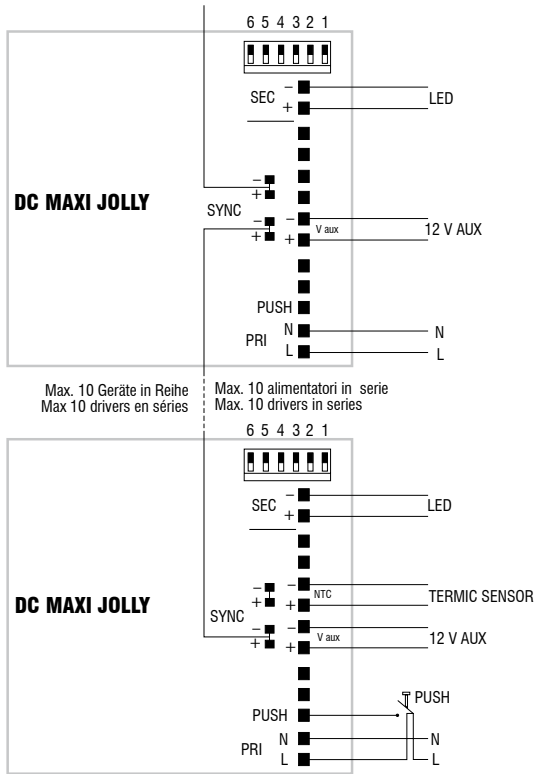 6 5 4 3 2 1
SEC − LED
+
DC MAXI JOLLY
−
+
SYNC
− − V aux 12 V AUX
+ +
PUSH
PRI N N
L L
Max. 10 Geräte in Reihe Max. 10 alimentatori in serie
Max 10 drivers en séries Max. 10 drivers in series
6 5 4 3 2 1
SEC − LED
+
DC MAXI JOLLY
− − NTC TERMIC SENSOR
+ +
SYNC
− − V aux 12 V AUX
+ +
PUSH
PUSH
PRI N N
L L